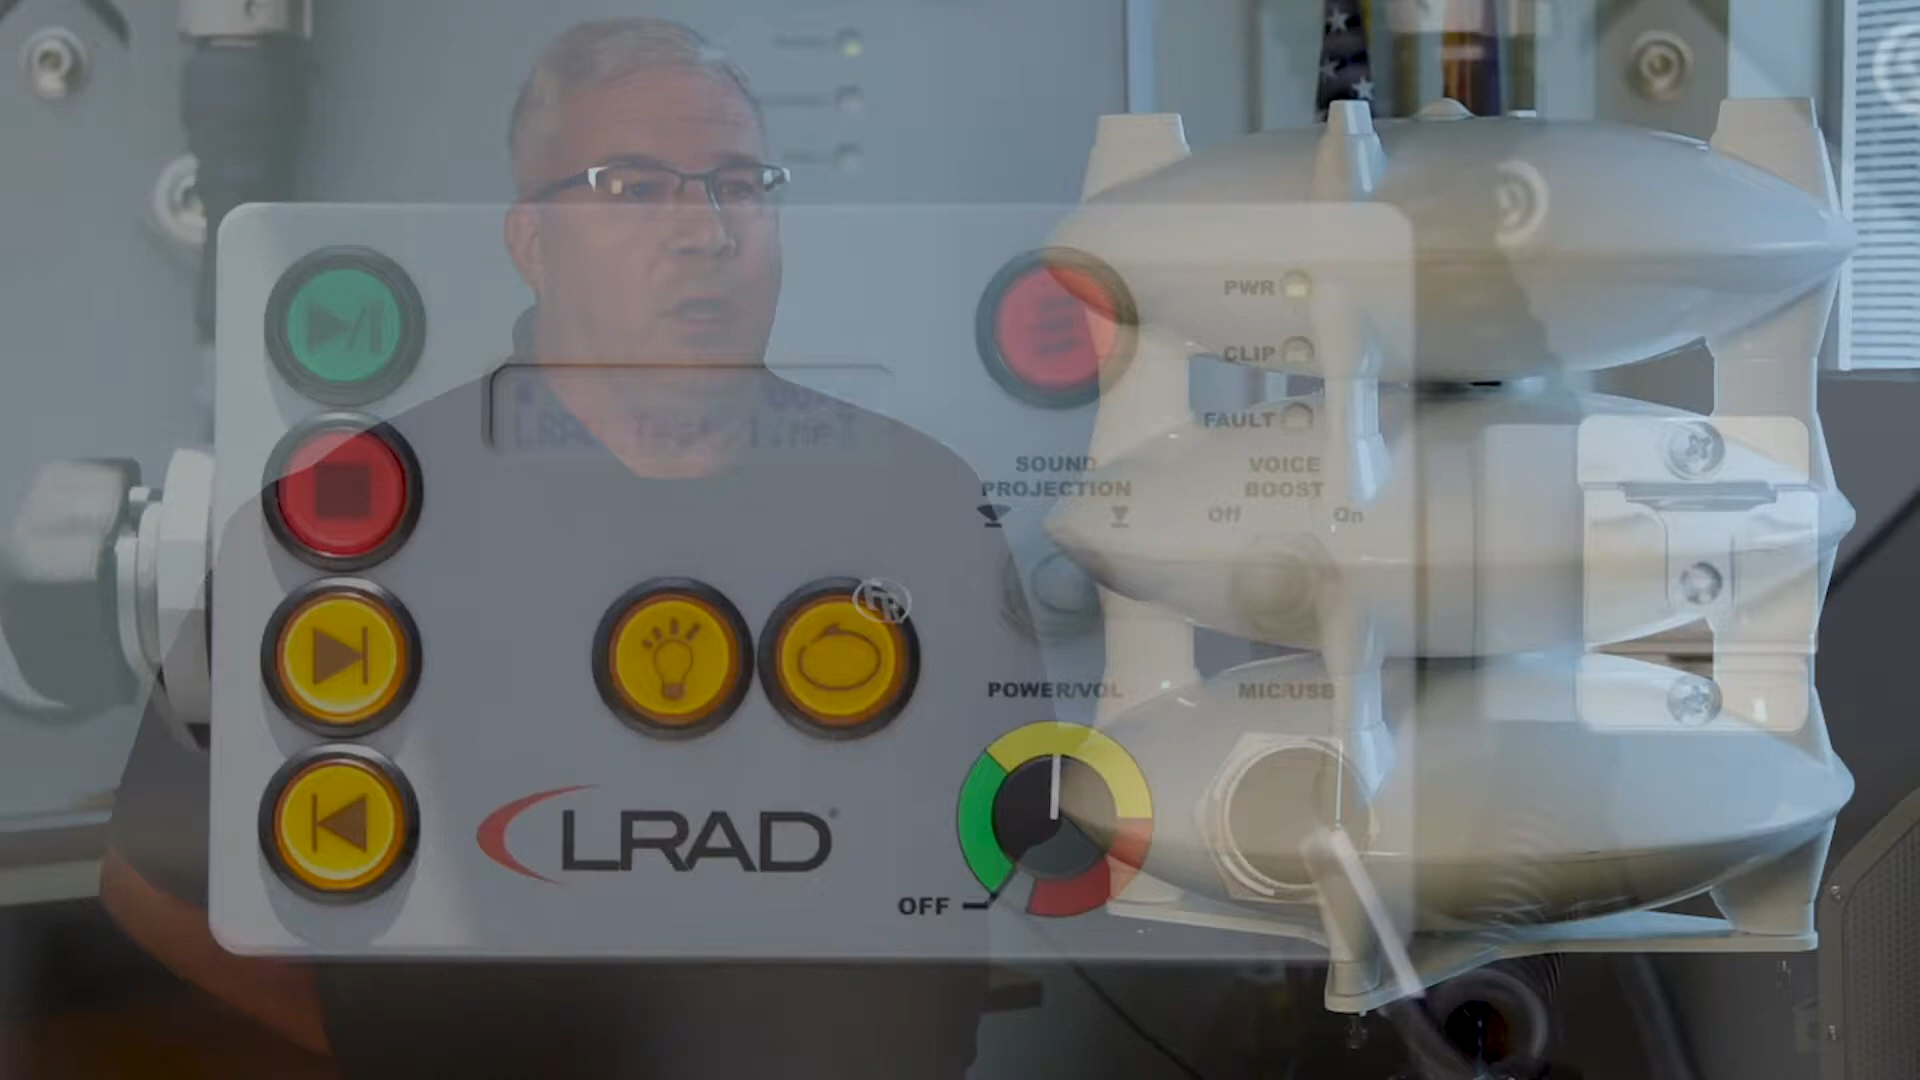 PWR
CLIP
FAULT
SOUND
PROJECTION
VOICE
BOOST
Off
On
POWER/VOL
MIC/USB
LRAD
OFF